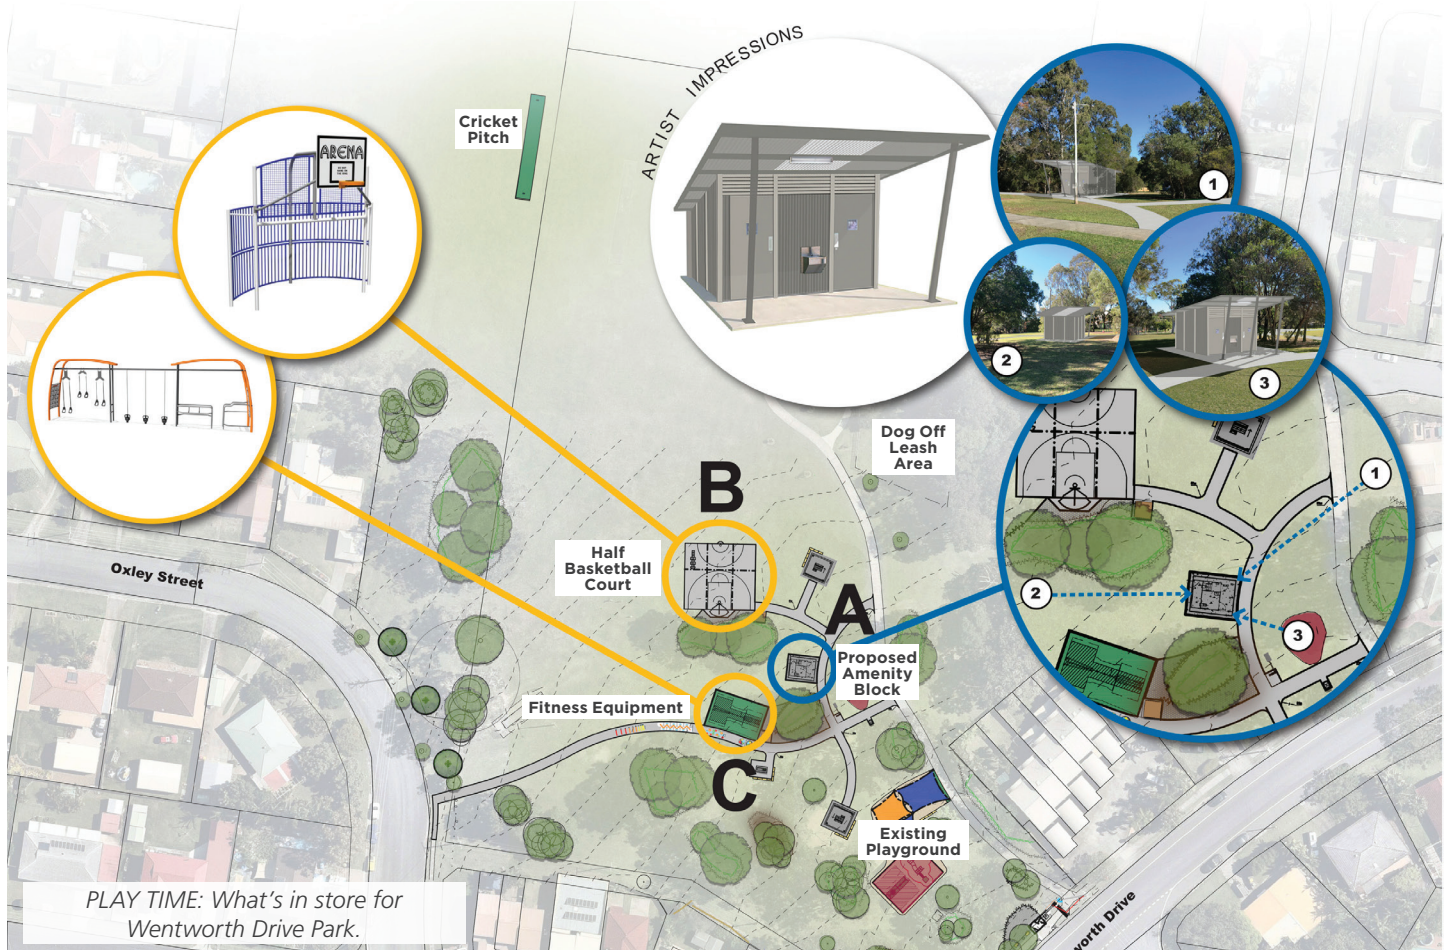 ARTIST IMPRESSIONS
Cricket
Pitch
ARENA
1
2
3
Dog Off
Leash
Area
B
Half
Basketball
Court
Oxley Street
A
Proposed
Amenity
Block
1
2
3
Fitness Equipment
C
Existing
Playground
PLAY TIME: What's in store for
Wentworth Drive Park.
worth Drive